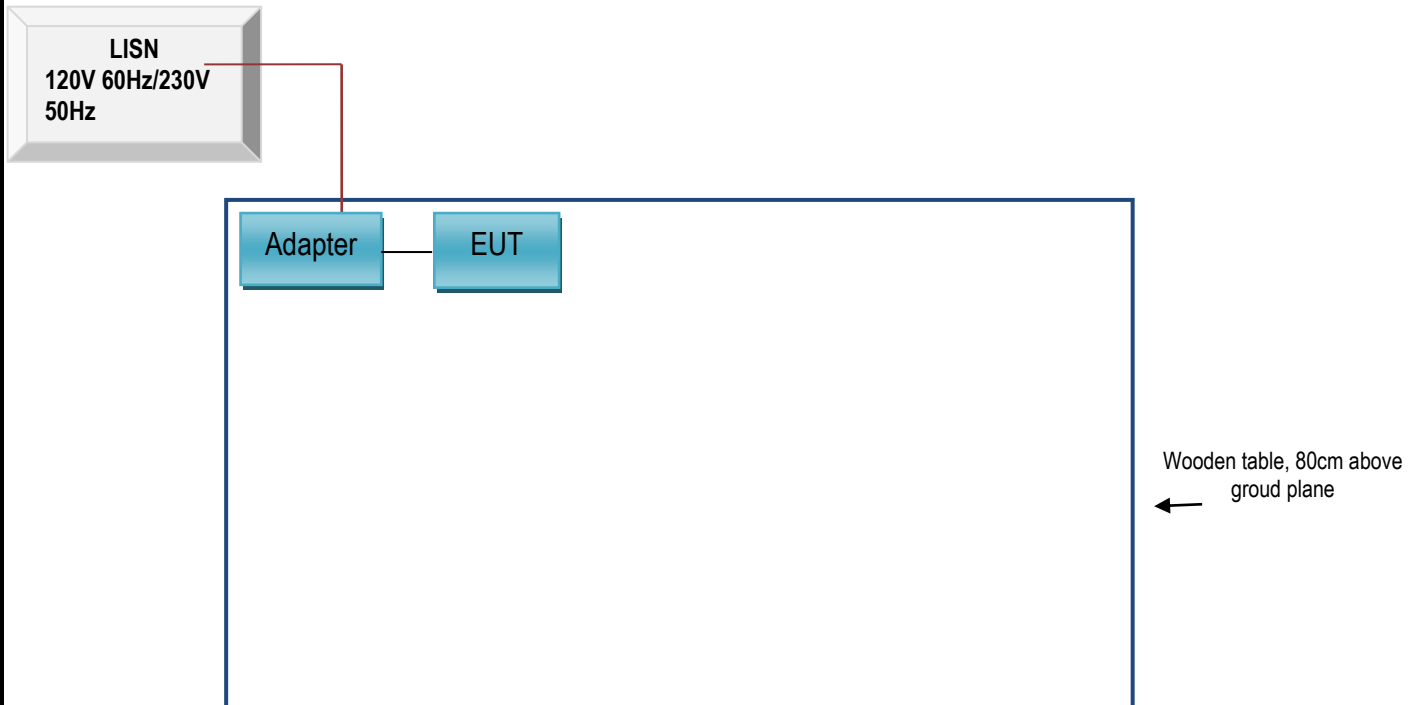 LISN
120V 60Hz/230V
50Hz
Adapter
EUT
Wooden table, 80cm above
groud plane